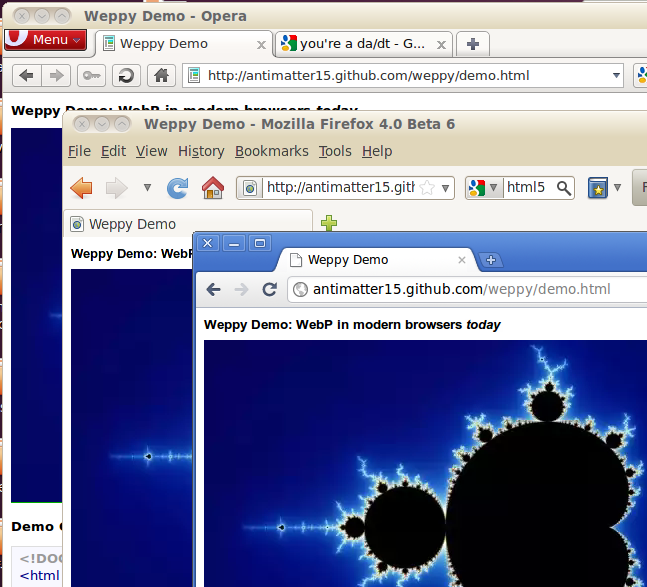 Weppy Demo - Opera
Menu
Weppy Demo
you're a da/dt - G...
http://antimatter15.github.com/weppy/demo.html
Weppy Demo: WebP in modern browsers today
Weppy Demo - Mozilla Firefox 4.0 Beta 6
File Edit View History Bookmarks Tools Help
http://antimatter15.gith
html5
Weppy Demo
Weppy Demo: WebP
Weppy Demo
antimatter15.github.com/weppy/demo.html
Weppy Demo: WebP in modern browsers today
Demo
<!DOC
<html